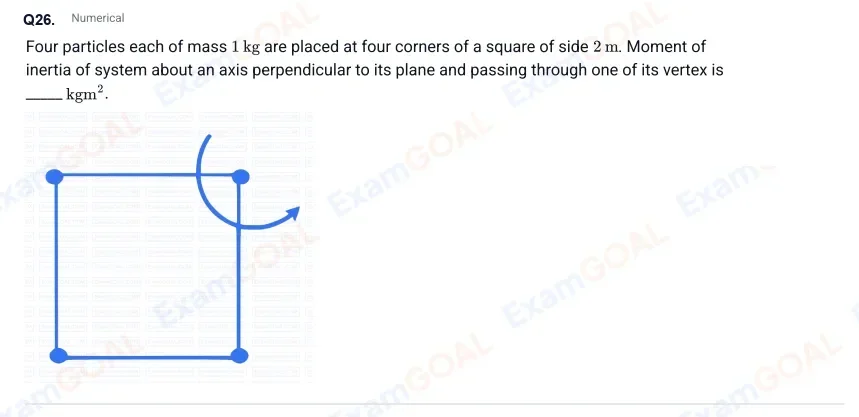 Q26. Numerical
Four particles each of mass 1 kg are placed at four corners of a square of side 2 m. Moment of
inertia of system about an axis perpendicular to its plane and passing through one of its vertex is
_____ kgm².
ExamGOAL
ExamGOAL
ExamGOAL
ExamGOAL
ExamGOAL
ExamGOAL